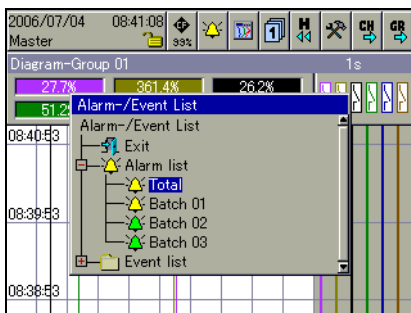 2006/07/04 08:41:08
Master
99%
1
H
CH
GR
Diagram-Group 01 1s
27.7% 361.4% 26.2%
51.2
Alarm-/Event List
Alarm-/Event List
Exit
Alarm list
Total
Batch 01
Batch 02
Batch 03
Event list
08:40:53
08:39:53
08:38:53